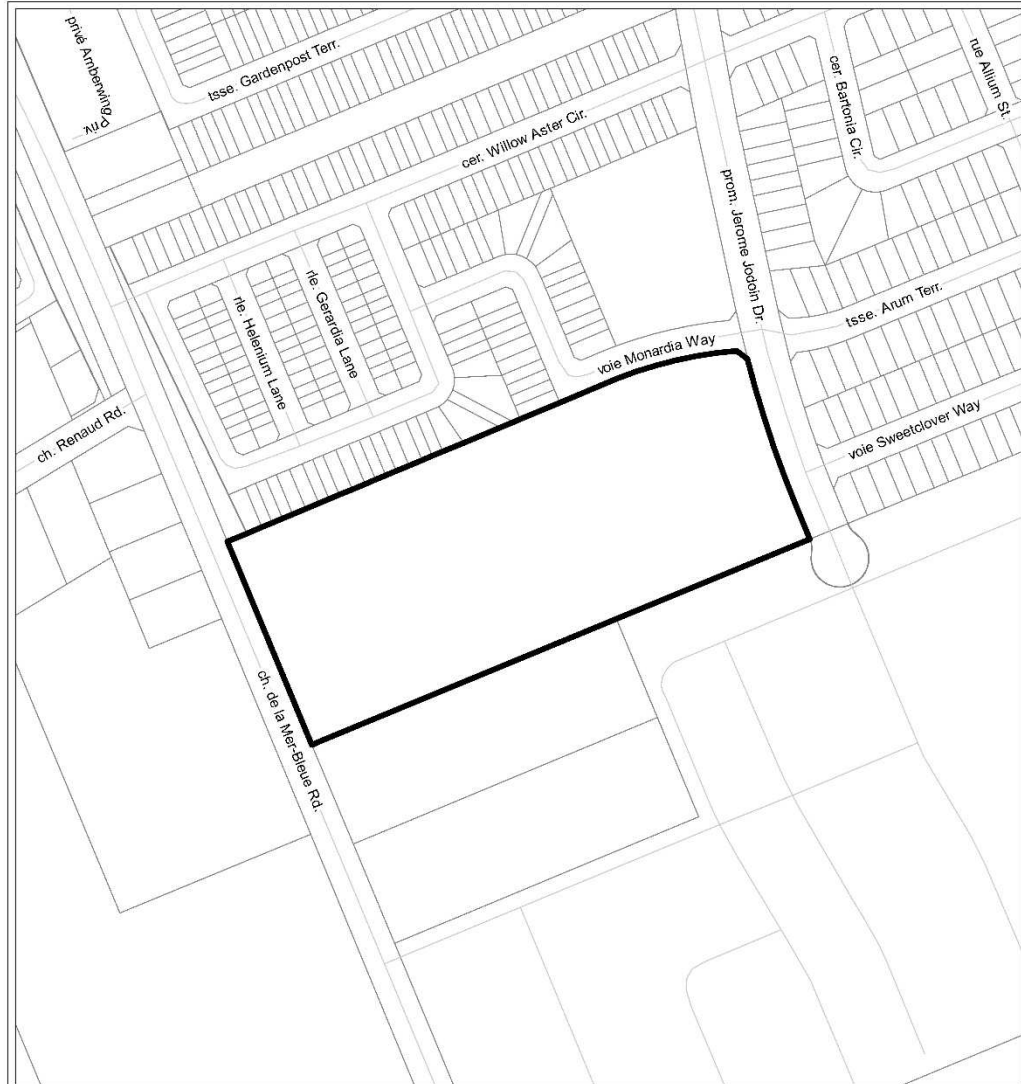 privé Amberwing Prv.
tsse. Gardenpost Terr.
rue Allium St.
cer. Bartonia Cir.
cer. Willow Aster Cir.
prom. Jerome Jodoin Dr.
rle. Gerardia Lane
rle. Helenium Lane
tsse. Arum Terr.
voie Monardia Way
ch. Renaud Rd.
voie Sweetclover Way
ch. de la Mer-Bleue Rd.